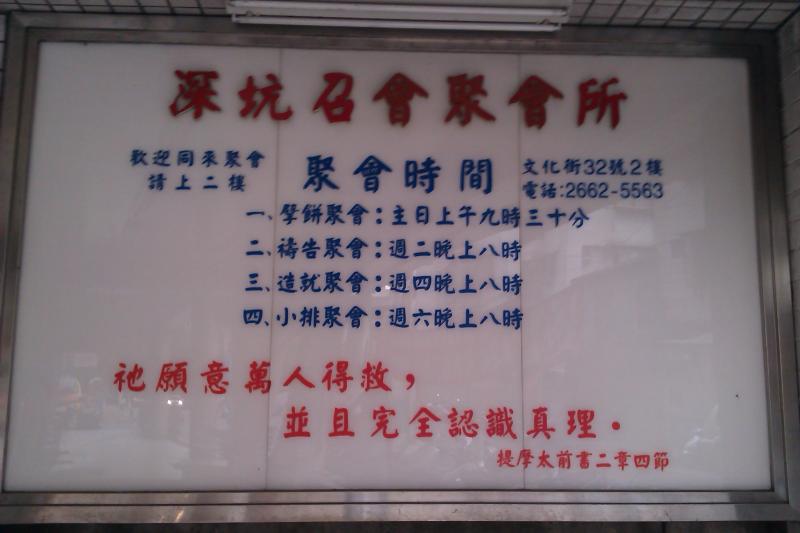 深坑召會聚會所
歡迎同來聚會
請上二樓
聚會時間
文化街32號2樓
電話:2662-5563
一、擘餅聚會：主日上午九時三十分
二、禱告聚會：週二晚上八時
三、造就聚會：週四晚上八時
四、小排聚會：週六晚上八時
祂願意萬人得救，
並且完全認識真理。
提摩太前書二章四節